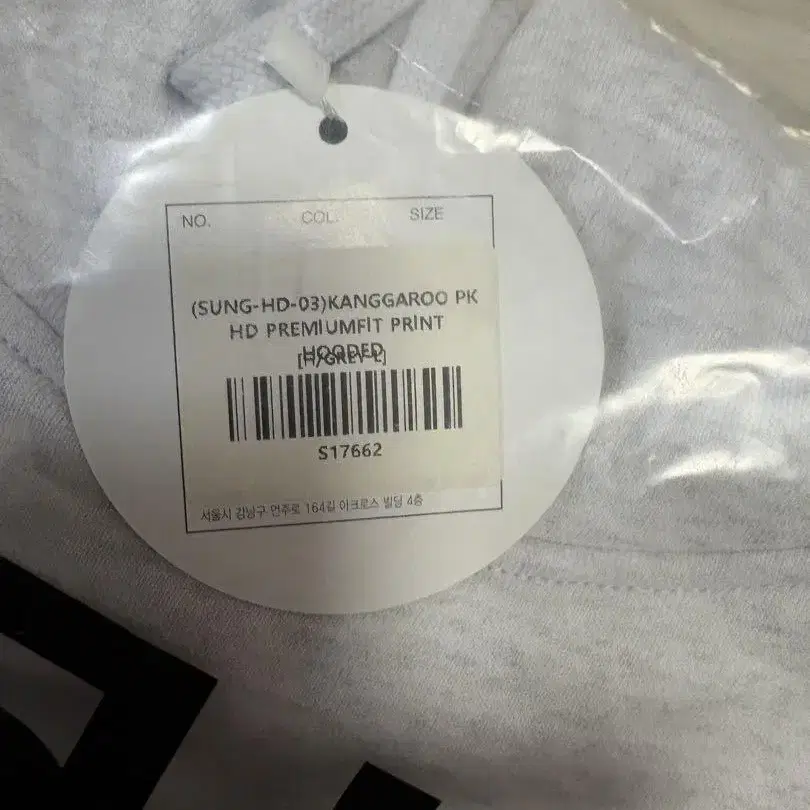 NO. COL. SIZE
(SUNG-HD-03)KANGGAROO PK
HD PREMIUMFIT PRINT
HOODED
[H/GREY-L]
S17662
서울시 강남구 언주로 164길 아크로스 빌딩 4층